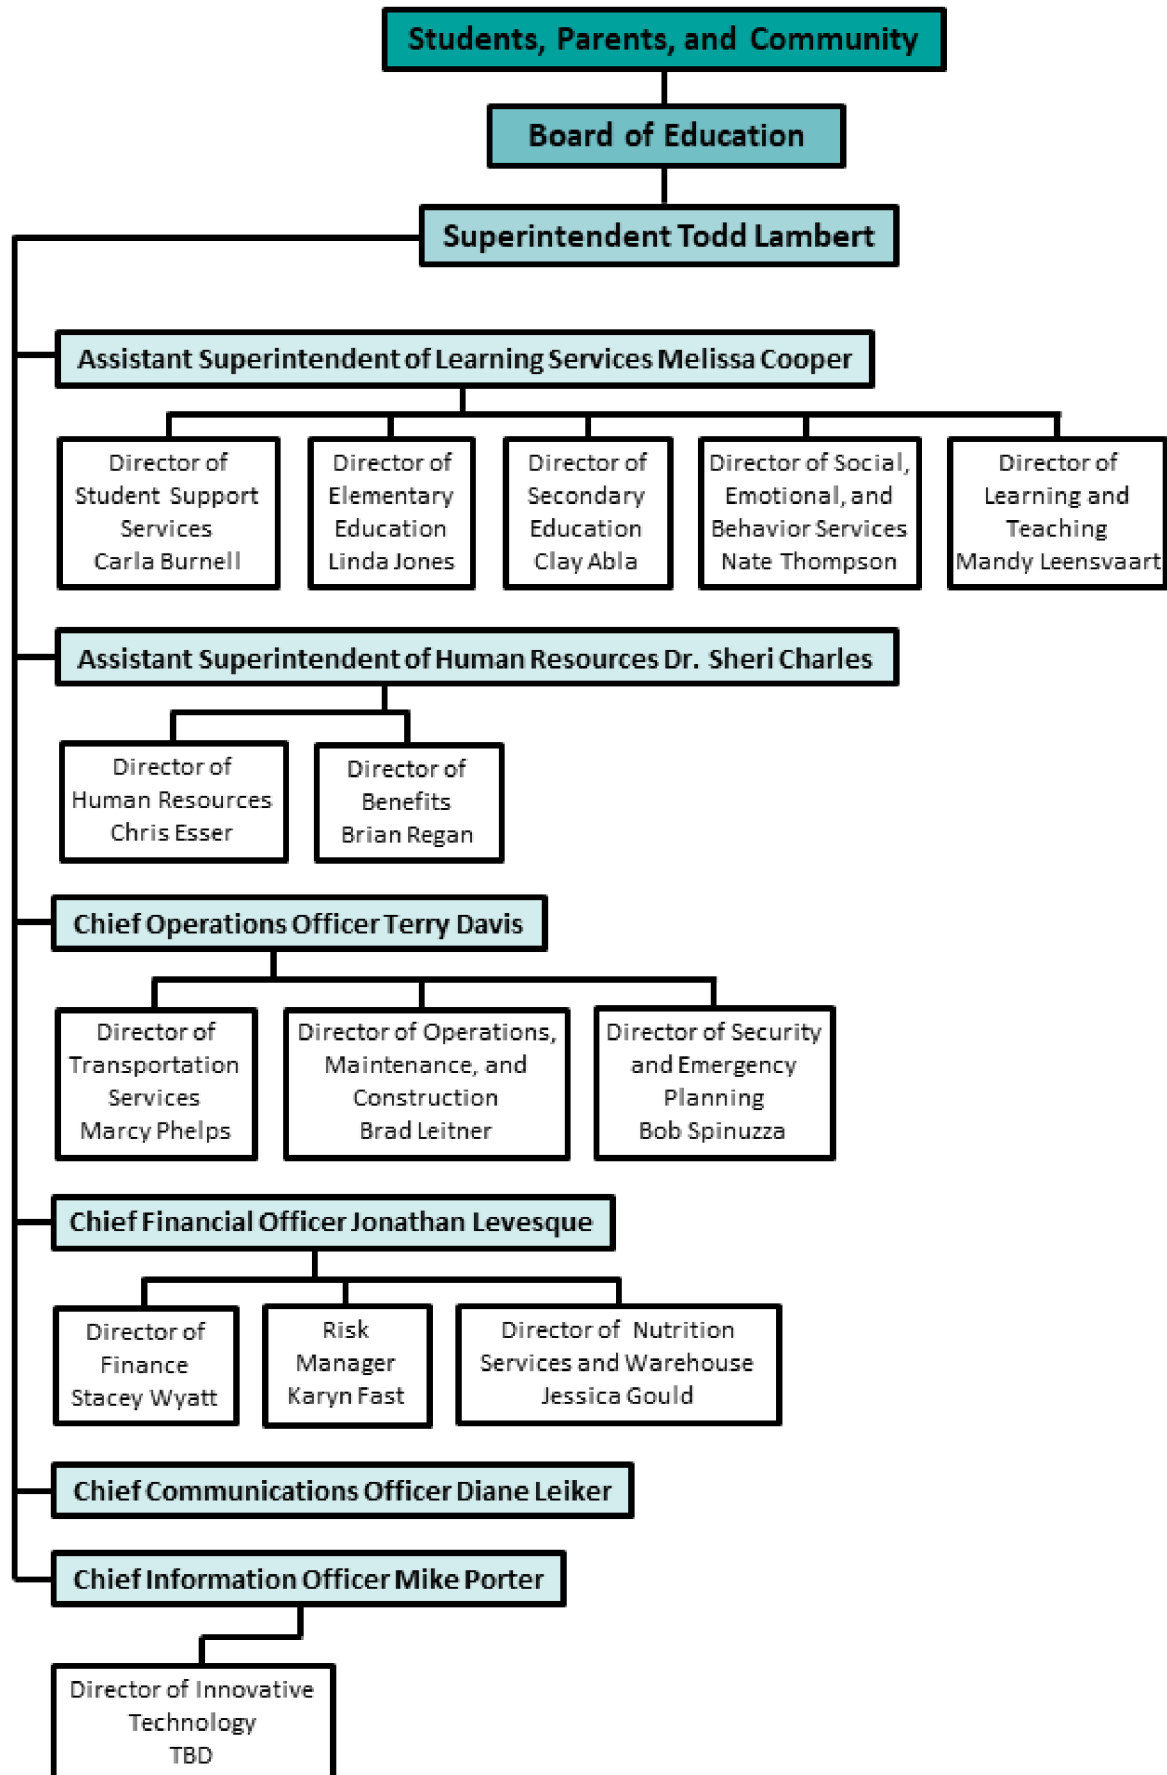 Students, Parents, and Community
Board of Education
Superintendent Todd Lambert
Assistant Superintendent of Learning Services Melissa Cooper
Director of
Student Support
Services
Carla Burnell
Director of
Elementary
Education
Linda Jones
Director of
Secondary
Education
Clay Abla
Director of Social,
Emotional, and
Behavior Services
Nate Thompson
Director of
Learning and
Teaching
Mandy Leensvaart
Assistant Superintendent of Human Resources Dr. Sheri Charles
Director of
Human Resources
Chris Esser
Director of
Benefits
Brian Regan
Chief Operations Officer Terry Davis
Director of
Transportation
Services
Marcy Phelps
Director of Operations,
Maintenance, and
Construction
Brad Leitner
Director of Security
and Emergency
Planning
Bob Spinuzza
Chief Financial Officer Jonathan Levesque
Director of
Finance
Stacey Wyatt
Risk
Manager
Karyn Fast
Director of Nutrition
Services and Warehouse
Jessica Gould
Chief Communications Officer Diane Leiker
Chief Information Officer Mike Porter
Director of Innovative
Technology
TBD